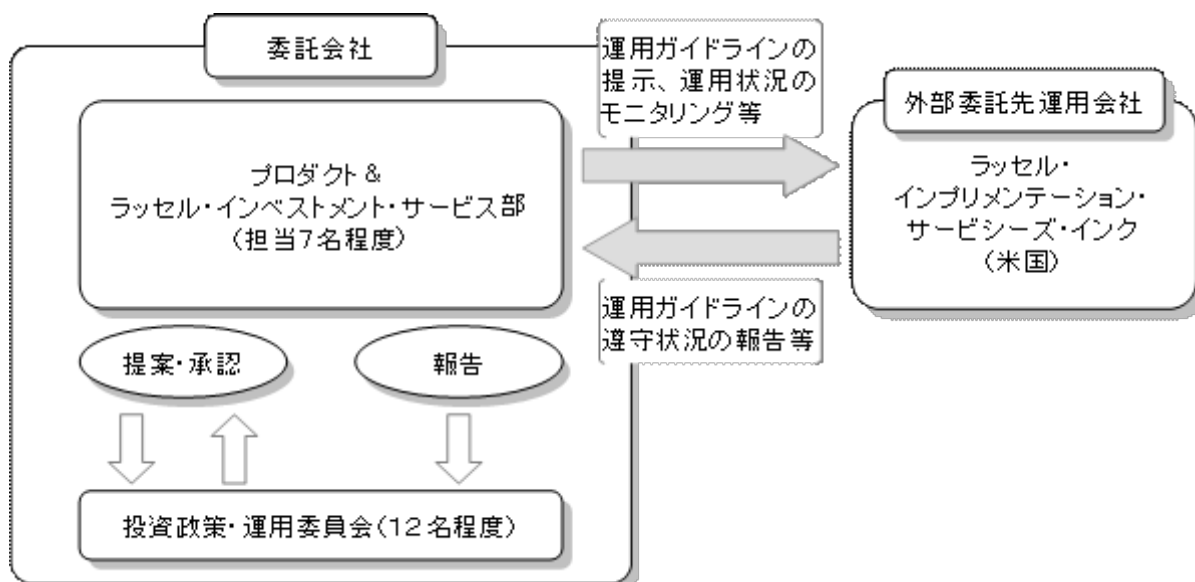 委託会社
運用ガイドラインの
提示、運用状況の
モニタリング等
外部委託先運用会社
プロダクト&
ラッセル・インベストメント・サービス部
(担当7名程度)
ラッセル・
インプリメンテーション・
サービシーズ・インク
(米国)
運用ガイドラインの
遵守状況の報告等
提案・承認
報告
投資政策・運用委員会(12名程度)